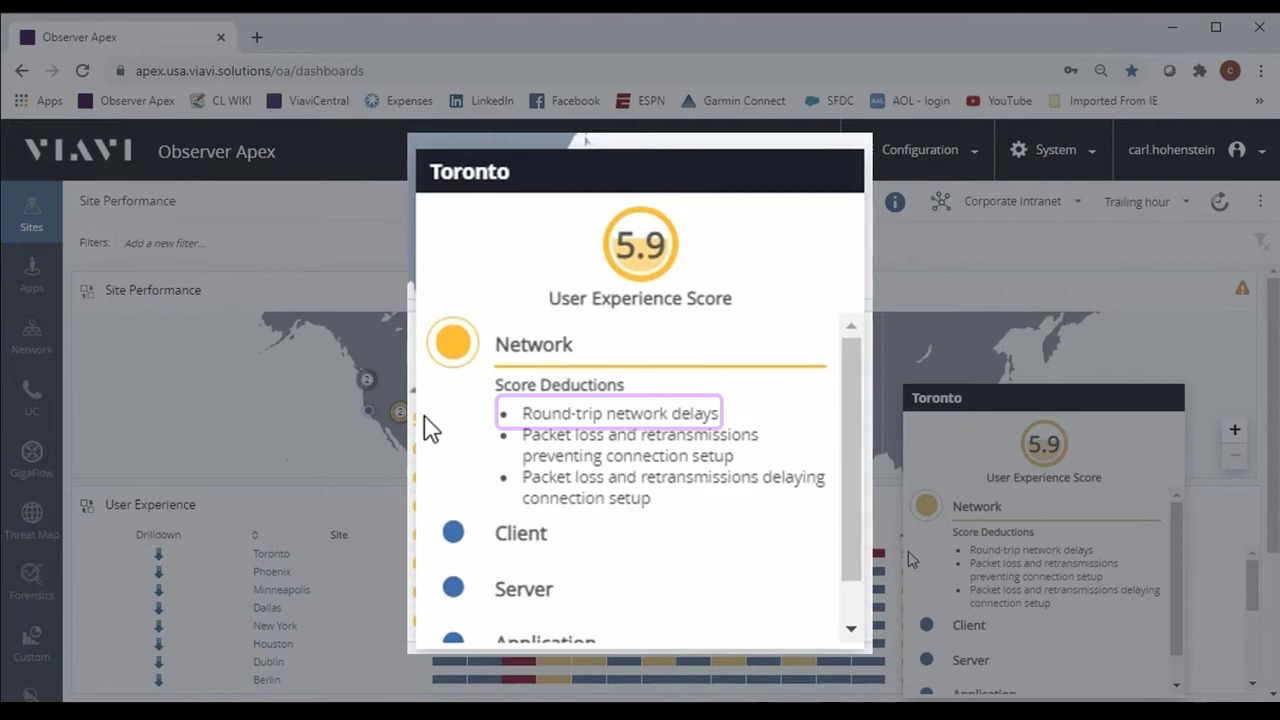 Observer Apex
apex.usa.viavi.solutions/oa/dashboards
Apps
Observer Apex
CL WIKI
ViaviCentral
Expenses
LinkedIn
Facebook
ESPN
Garmin Connect
SFDC
AOL - login
YouTube
Imported From IE
»
VIAVI
Observer Apex
Configuration
System
carl.hohenstein
Sites
Apps
Network
UC
GigaFlow
Threat Map
Forensics
Custom
Site Performance
Corporate Intranet
Trailing hour
Filters:
Add a new filter...
Site Performance
2
2
User Experience
Drilldown
Site
Toronto
Phoenix
Minneapolis
Dallas
New York
Houston
Dublin
Berlin
Toronto
5.9
User Experience Score
Network
Score Deductions
• Round-trip network delays
• Packet loss and retransmissions
preventing connection setup
• Packet loss and retransmissions delaying
connection setup
Client
Server
Application
Toronto
5.9
User Experience Score
Network
Score Deductions
• Round-trip network delays
• Packet loss and retransmissions
preventing connection setup
• Packet loss and retransmissions delaying
connection setup
Client
Server
Application